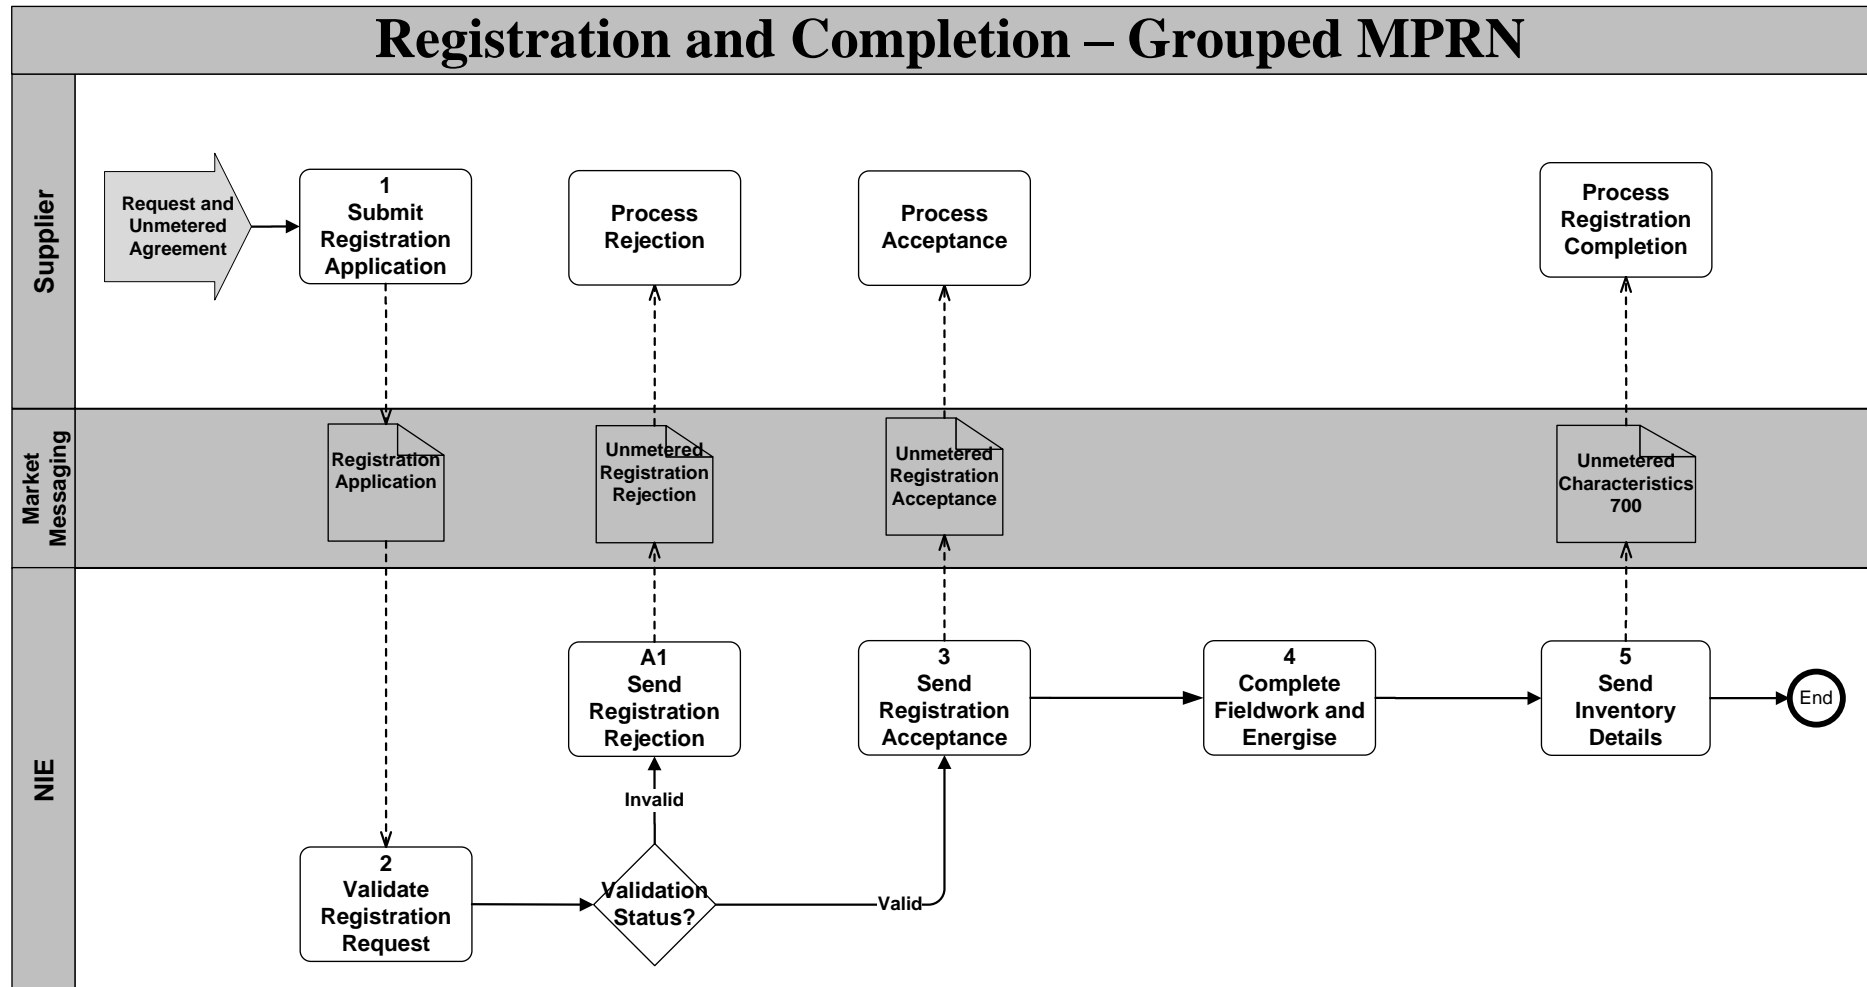 Registration and Completion – Grouped MPRN
Supplier
Request and
Unmetered
Agreement
1
Submit
Registration
Application
Process
Rejection
Process
Acceptance
Process
Registration
Completion
Market
Messaging
Registration
Application
Unmetered
Registration
Rejection
Unmetered
Registration
Acceptance
Unmetered
Characteristics
700
NIE
A1
Send
Registration
Rejection
3
Send
Registration
Acceptance
4
Complete
Fieldwork and
Energise
5
Send
Inventory
Details
End
Invalid
2
Validate
Registration
Request
Validation
Status?
Valid